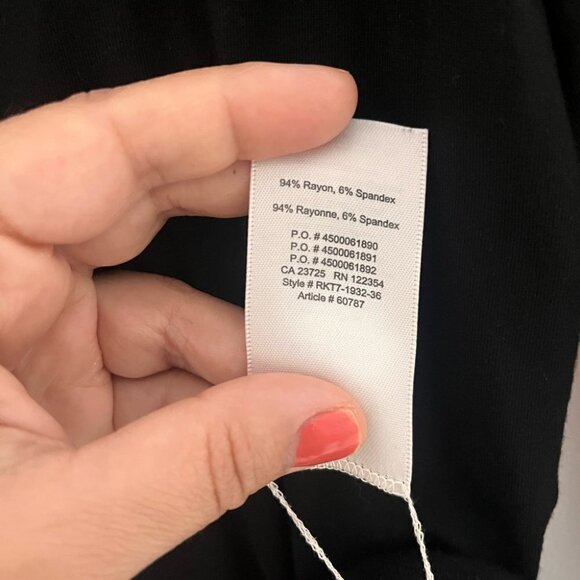 94% Rayon, 6% Spandex
94% Rayonne, 6% Spandex
P.O. # 4500061890
P.O. # 4500061891
P.O. # 4500061892
CA 23725 RN 122354
Style # RKT7-1932-36
Article # 60787